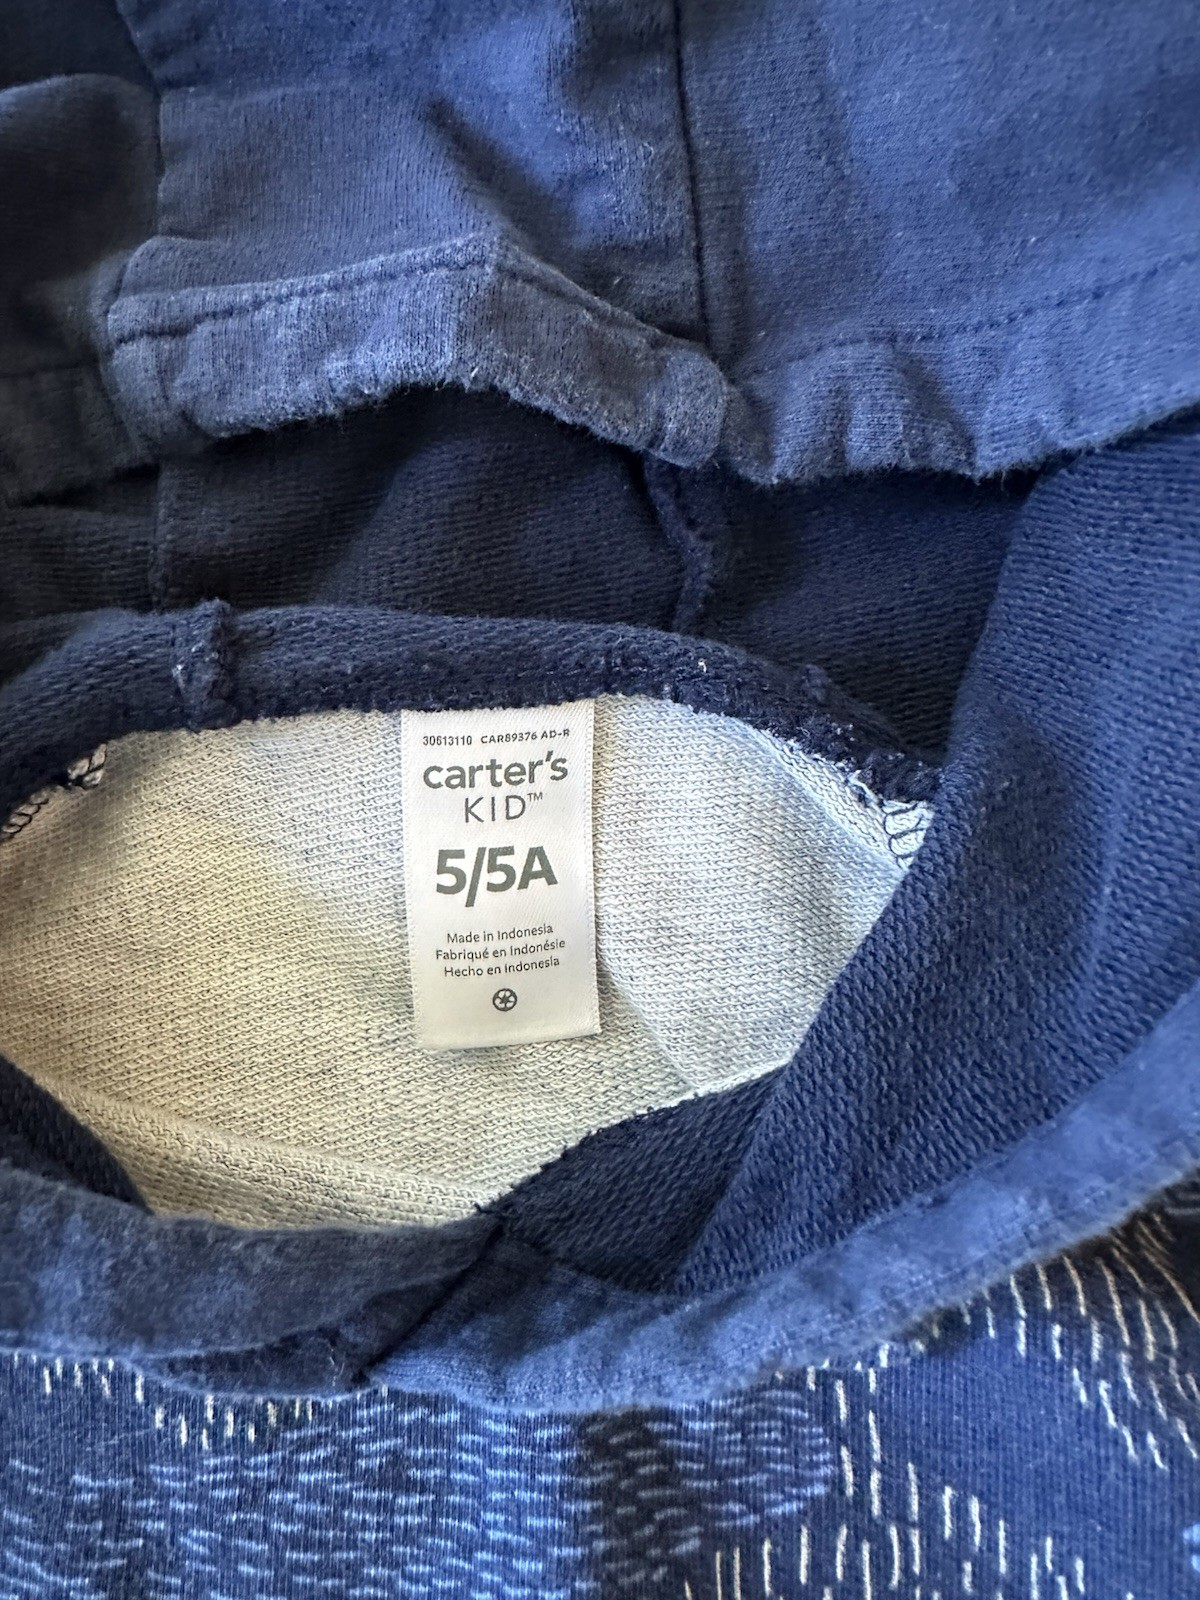 30613110 CAR89376 AD-R
carter's
KID™
5/5A
Made in Indonesia
Fabriqué en Indonésie
Hecho en Indonesia